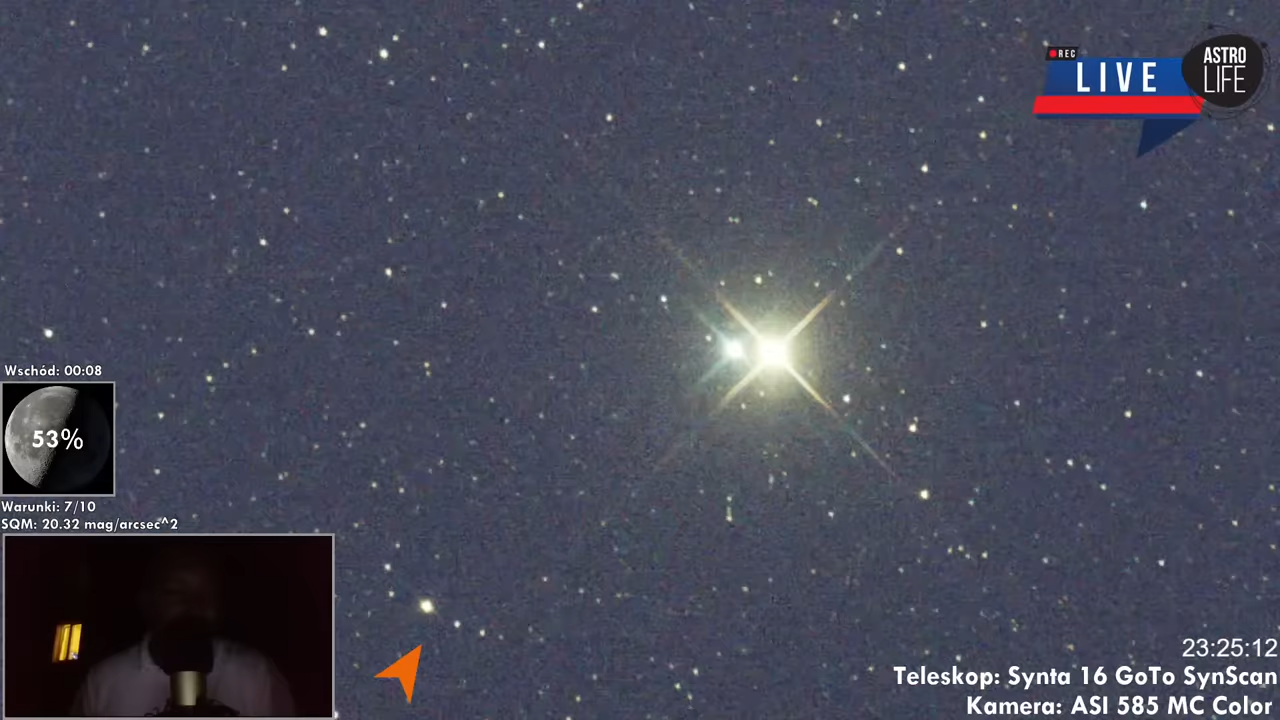 REC
LIVE
ASTRO
LIFE
Wschód: 00:08
53%
Warunki: 7/10
SQM: 20.32 mag/arcsec^2
23:25:12
Teleskop: Synta 16 GoTo SynScan
Kamera: ASI 585 MC Color